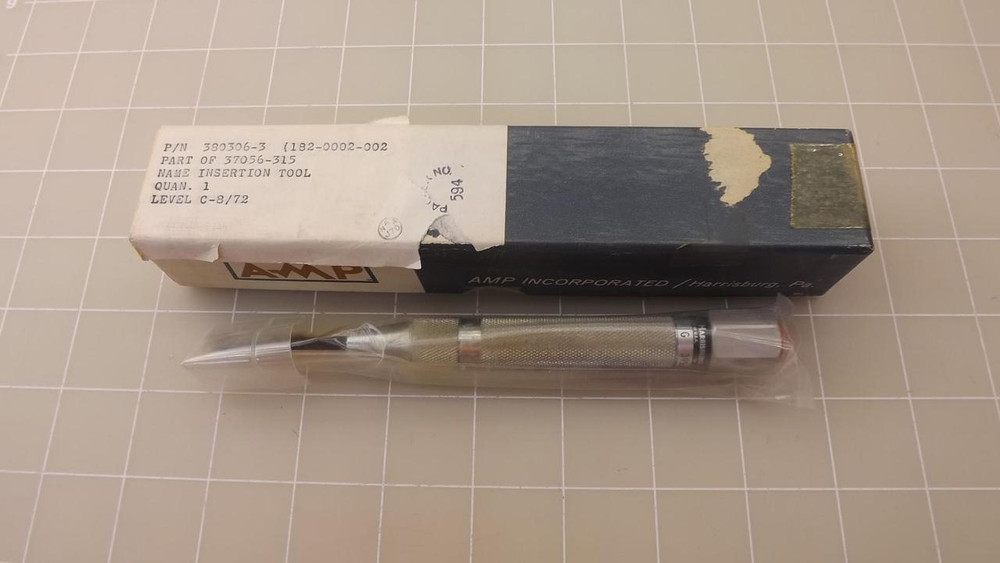 P/N 380306-3 (182-0002-002
PART OF 37056-315
NAME INSERTION TOOL
QUAN. 1
LEVEL C-8/72
594
AMP
AMP INCORPORATED / Harrisburg, Pa.
G